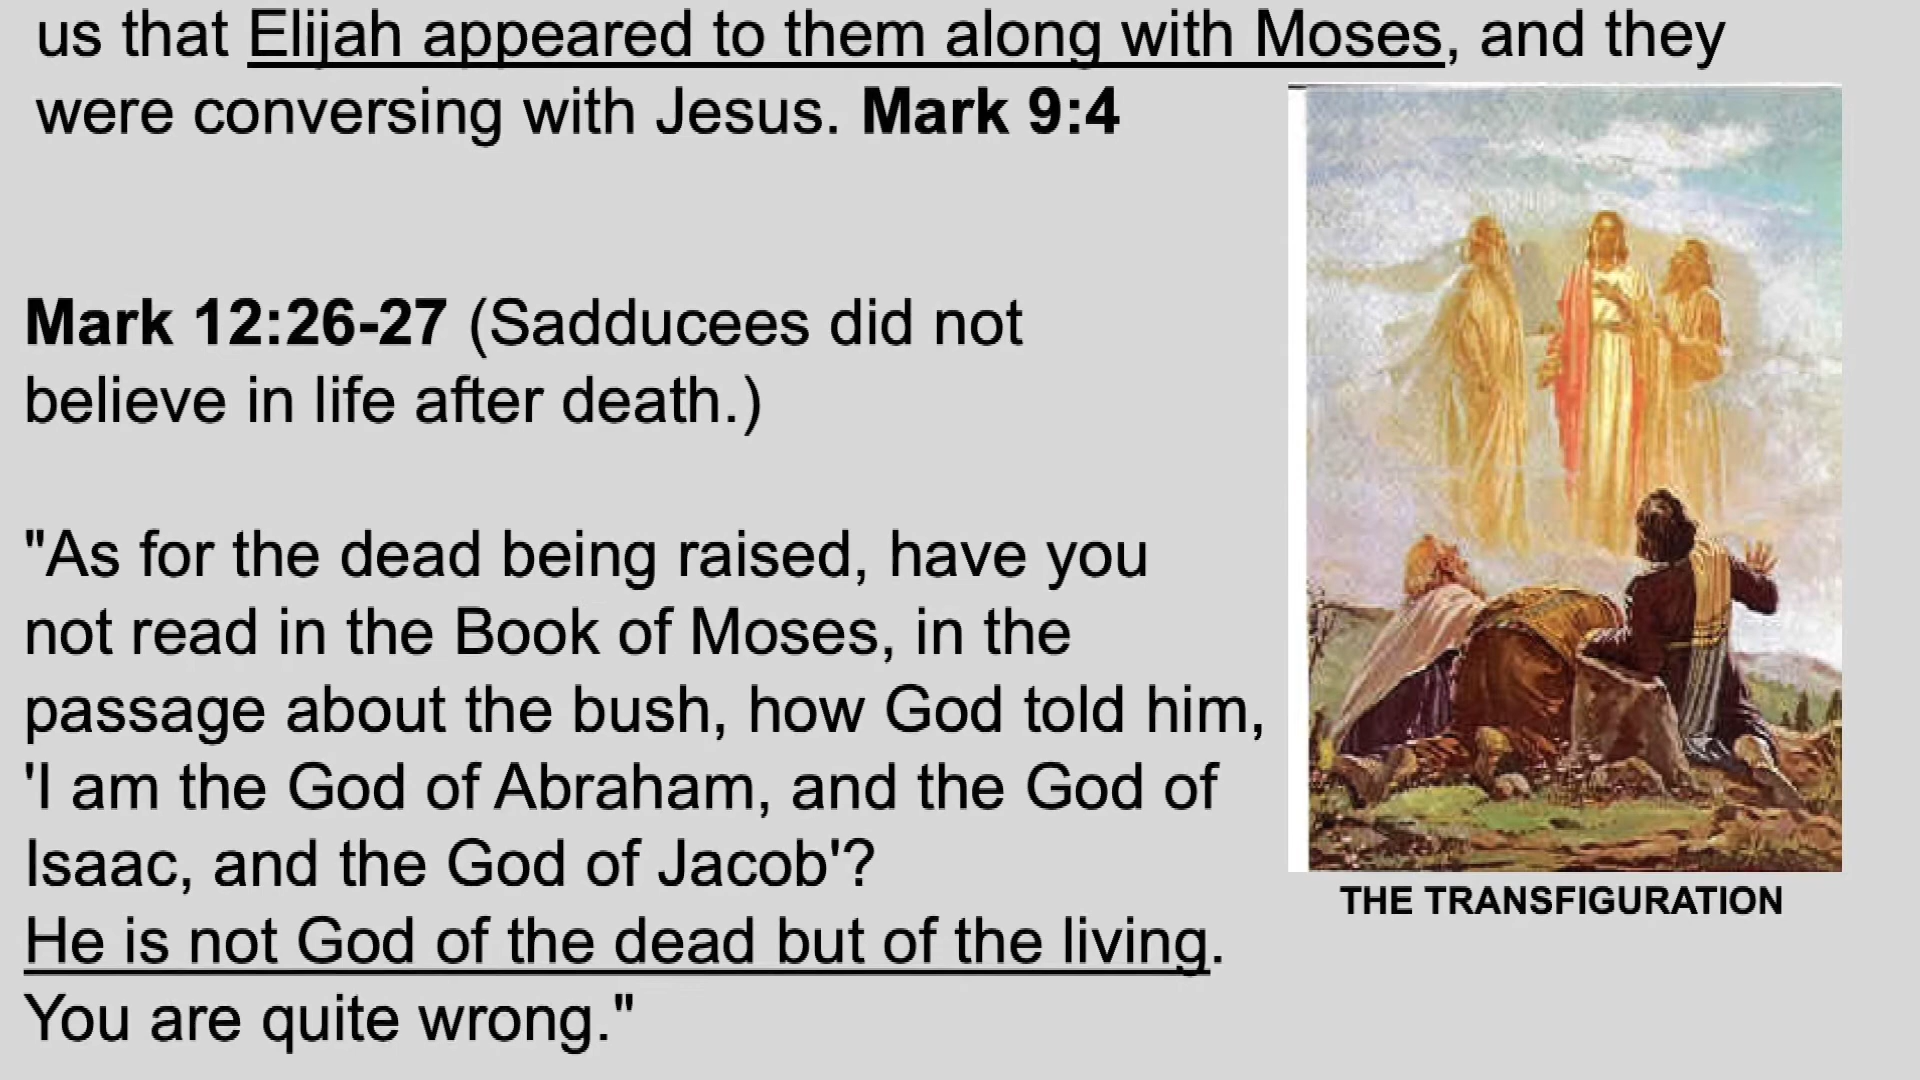 us that Elijah appeared to them along with Moses, and they
were conversing with Jesus. Mark 9:4
Mark 12:26-27 (Sadducees did not
believe in life after death.)
"As for the dead being raised, have you
not read in the Book of Moses, in the
passage about the bush, how God told him,
'I am the God of Abraham, and the God of
Isaac, and the God of Jacob'?
He is not God of the dead but of the living.
You are quite wrong."
THE TRANSFIGURATION